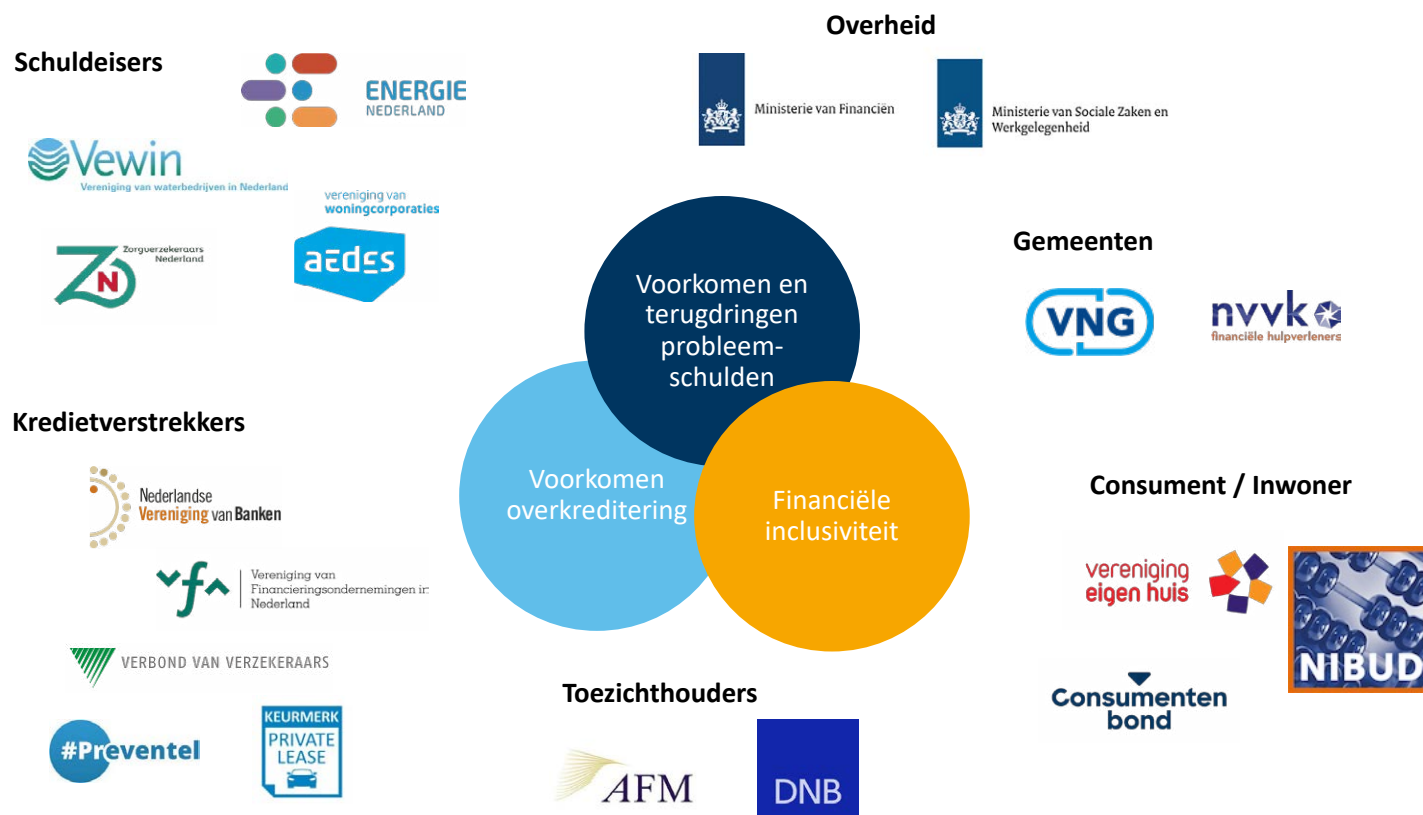 Overheid
Ministerie van Financiën
Ministerie van Sociale Zaken en
Werkgelegenheid
Schuldeisers
ENERGIE
NEDERLAND
Vewin
Vereniging van waterbedrijven in Nederland
Zorgverzekeraars
Nederland
ZN
vereniging van
woningcorporaties
aedes
Voorkomen en
terugdringen
probleem-
schulden
Voorkomen
overkreditering
Financiële
inclusiviteit
Gemeenten
VNG
nvvk
financiële hulpverleners
Kredietverstrekkers
Nederlandse
Vereniging van Banken
vfn
Vereniging van
Financieringsondernemingen in
Nederland
VERBOND VAN VERZEKERAARS
#Preventel
KEURMERK
PRIVATE
LEASE
Toezichthouders
AFM
DNB
Consument / Inwoner
vereniging
eigen huis
NIBUD
Consumenten
bond